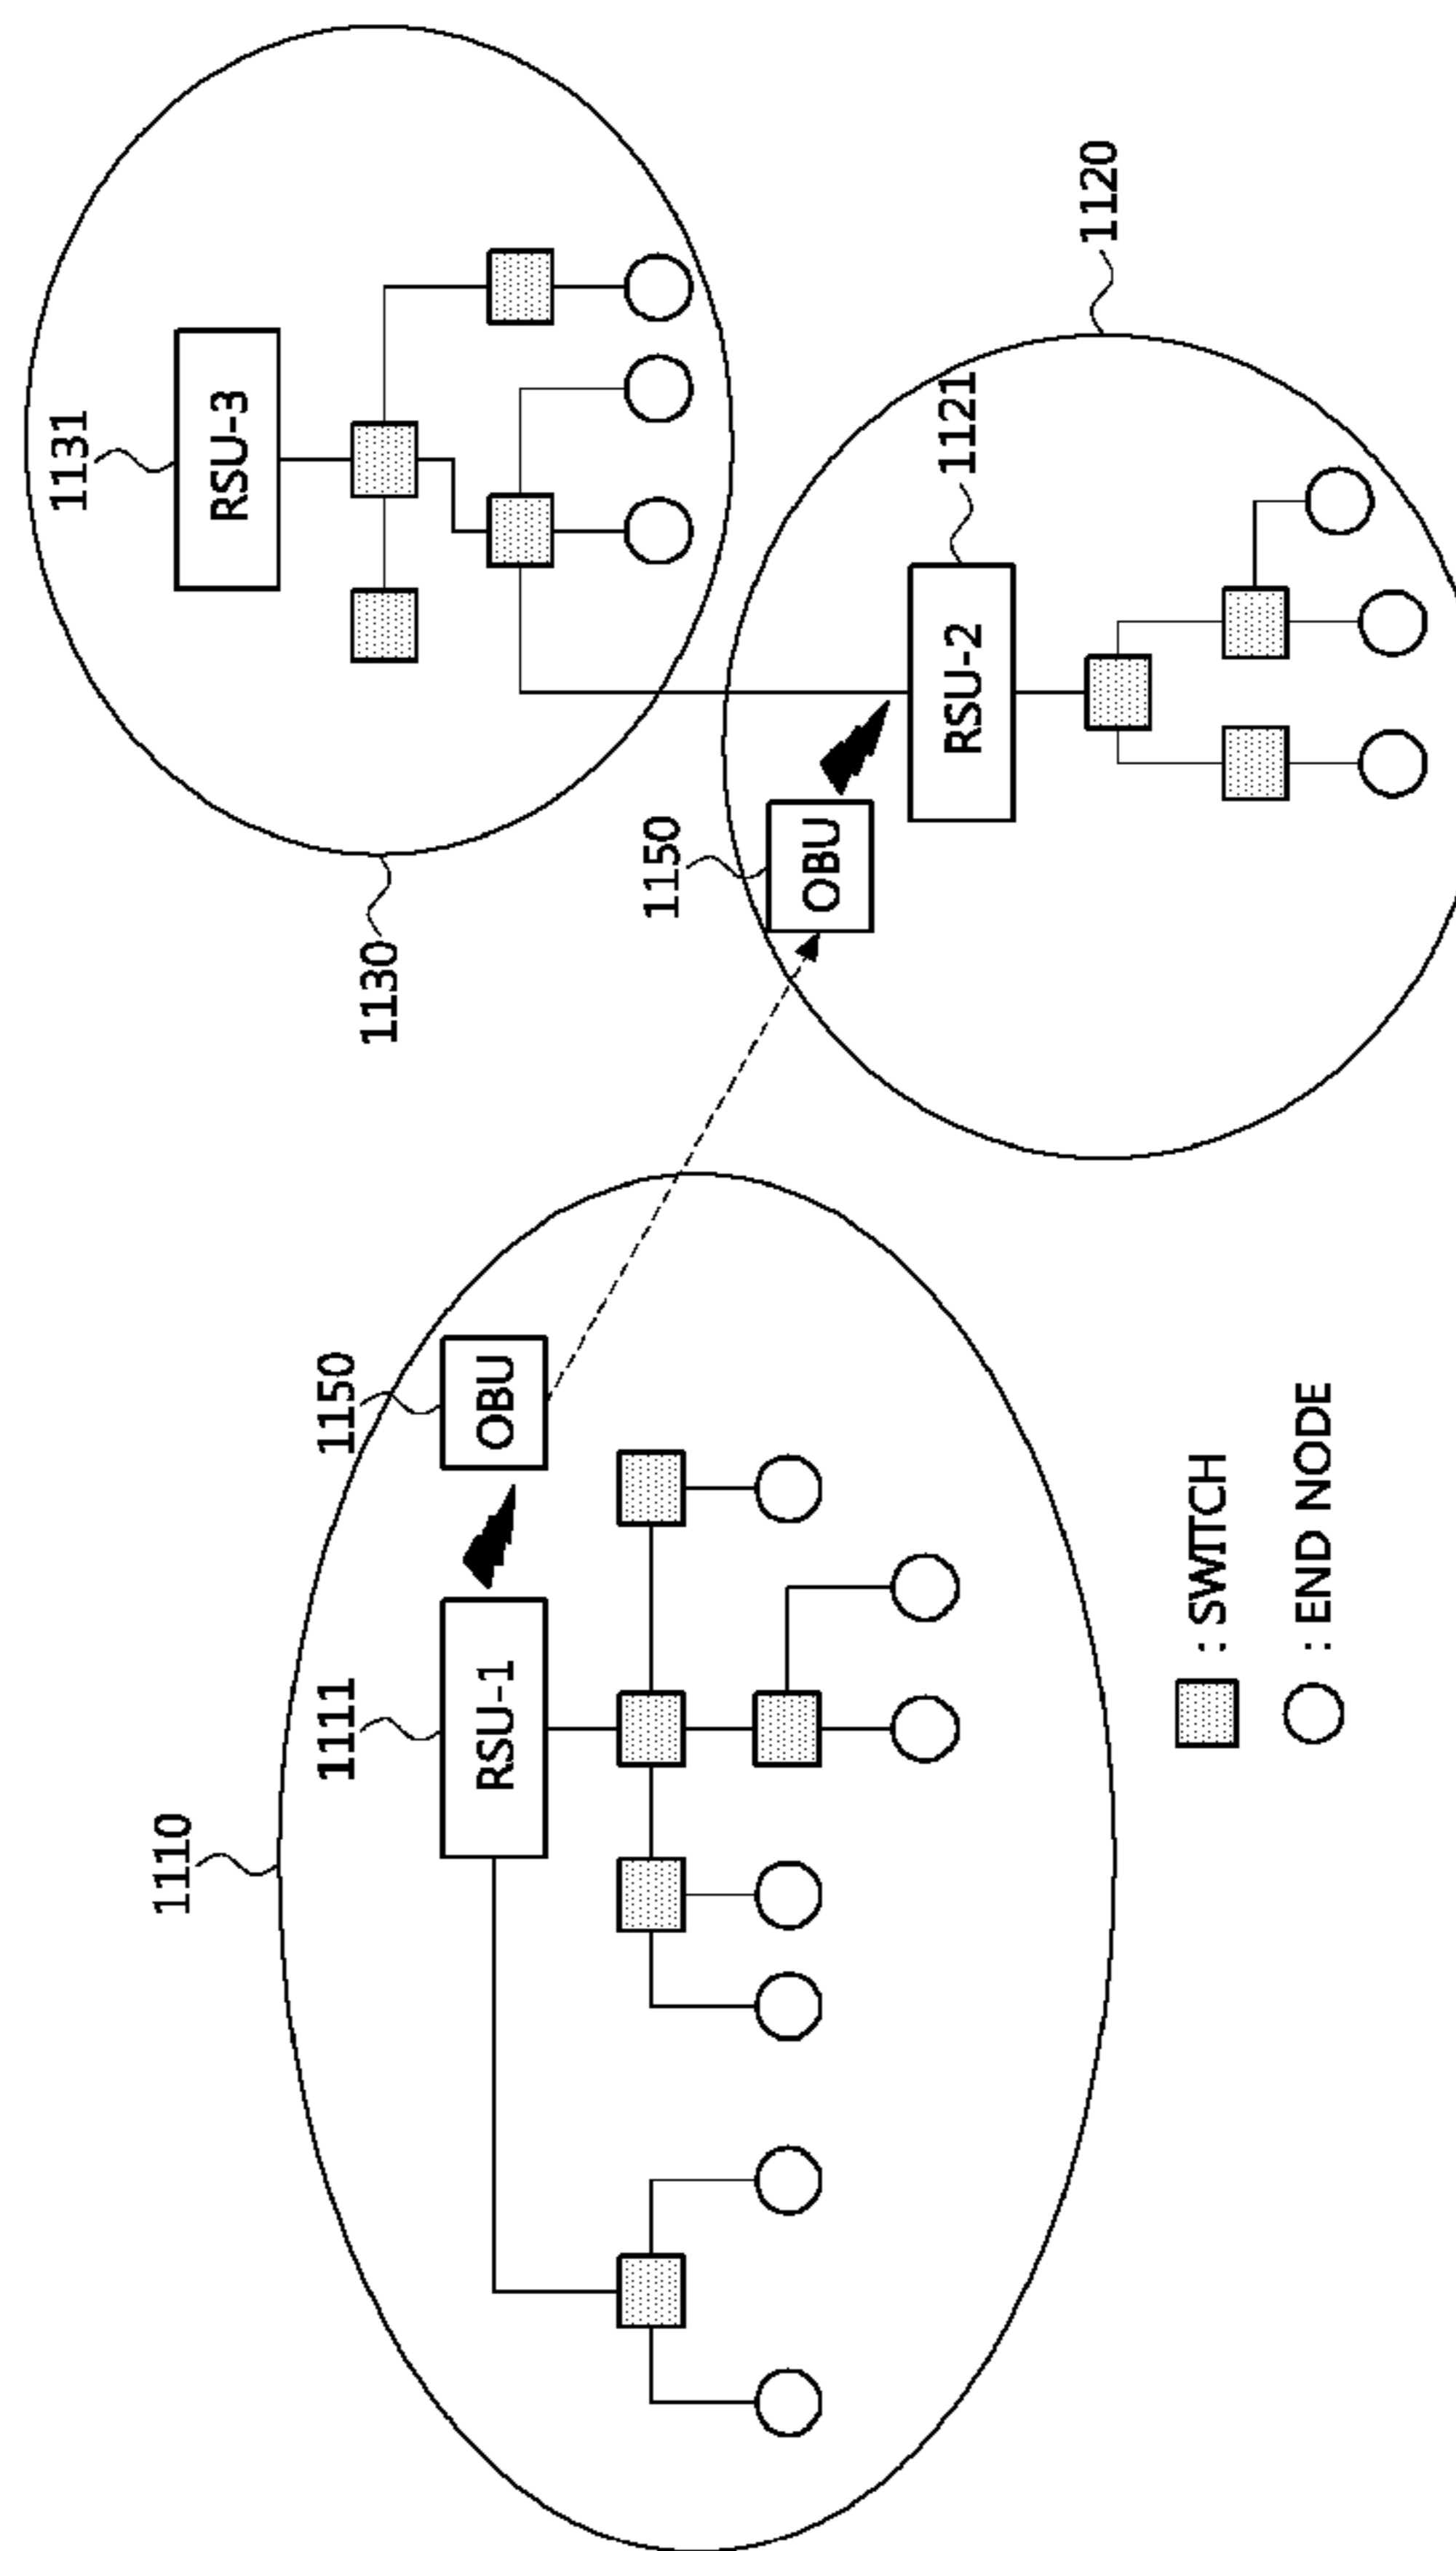 1110
1111
RSU-1
1150
OBU
1130
1131
RSU-3
1150
OBU
1121
RSU-2
1120
: SWITCH
: END NODE